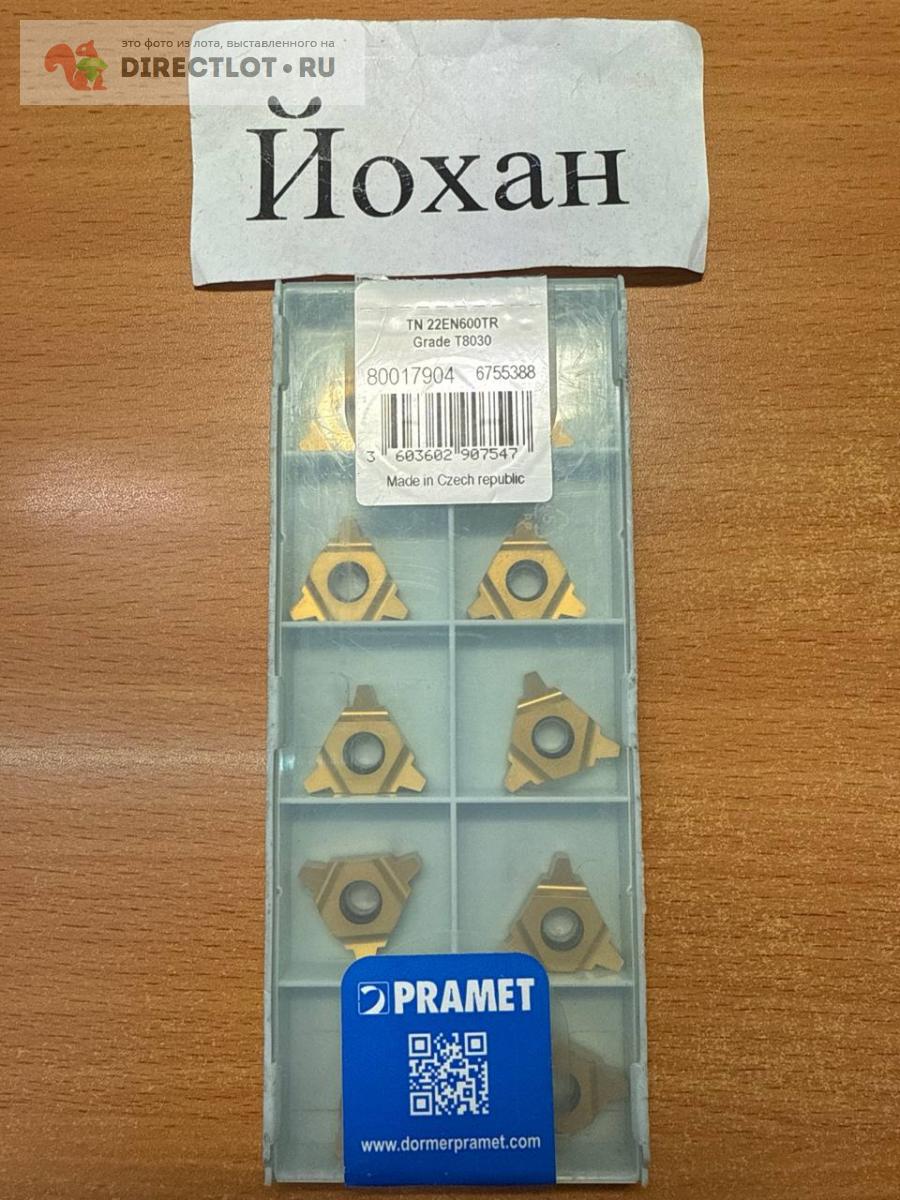 это фото из лота, выставленного на
DIRECTLOT.RU
Йохан
TN 22EN600TR
Grade T8030
80017904 6755388
3 603602 907547
Made in Czech republic
PRAMET
www.dormerpramet.com